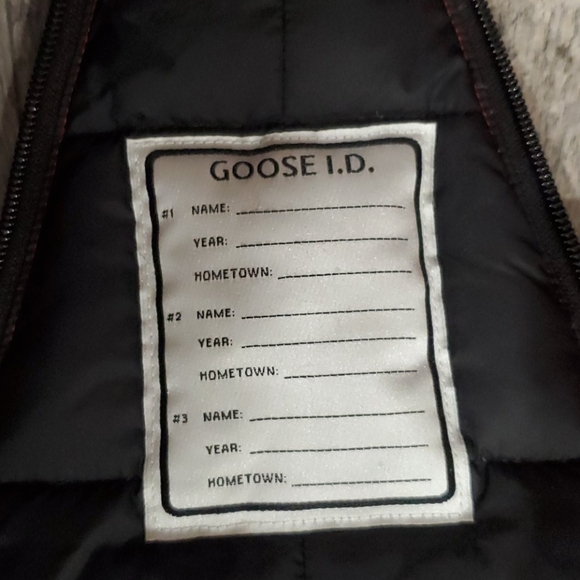 GOOSE I.D.
#1 NAME:
YEAR:
HOMETOWN:
#2 NAME:
YEAR:
HOMETOWN:
#3 NAME:
YEAR:
HOMETOWN: